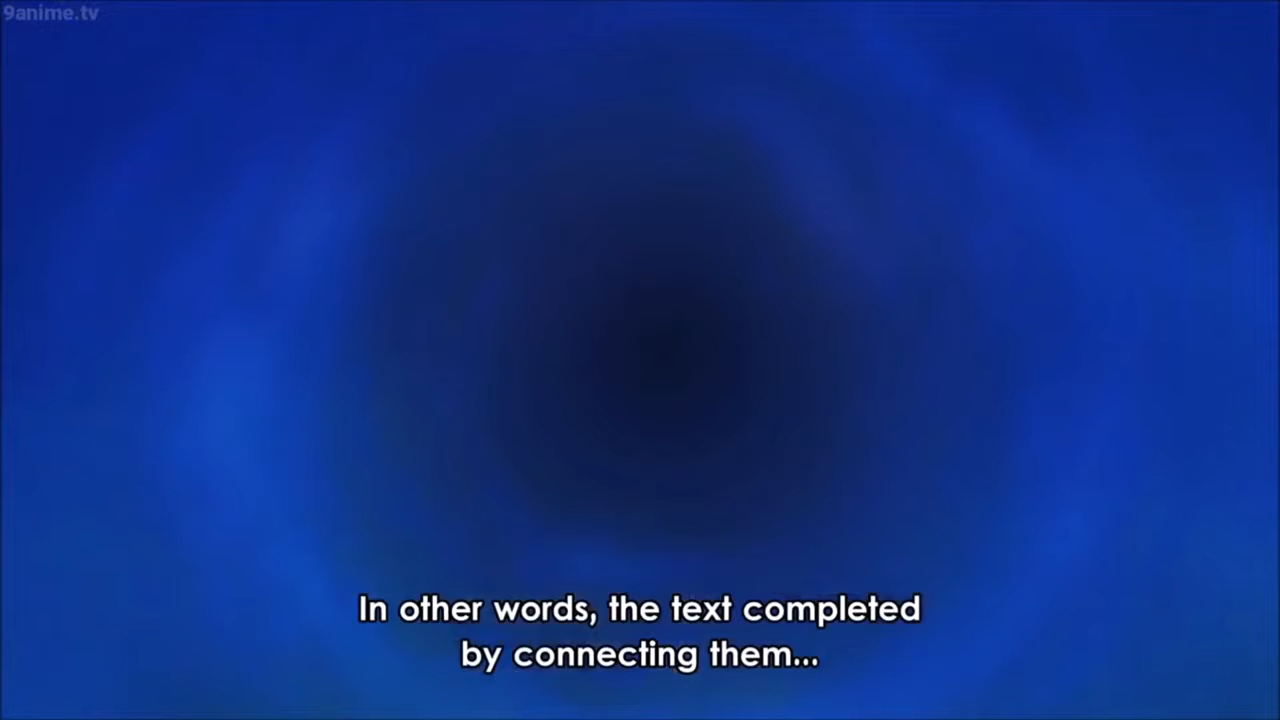 9anime.tv
In other words, the text completed
by connecting them...